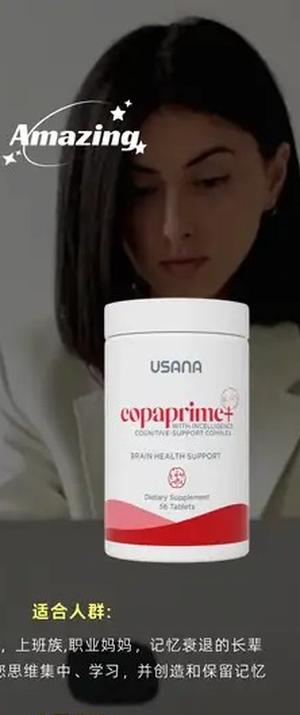 Amazing
USANA
copaprime+
WITH INCELLIGENCE
COGNITIVE-SUPPORT COMPLEX
BRAIN HEALTH SUPPORT
Dietary Supplement
56 Tablets
适合人群:
，上班族,职业妈妈，记忆衰退的长辈
您思维集中、学习，并创造和保留记忆